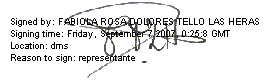 Signed by: FABIOLA ROSA DOLORES TELLO LAS HERAS
Signing time: Friday, September 7 2007, 0:25:8 GMT
Location: dms
Reason to sign: representante